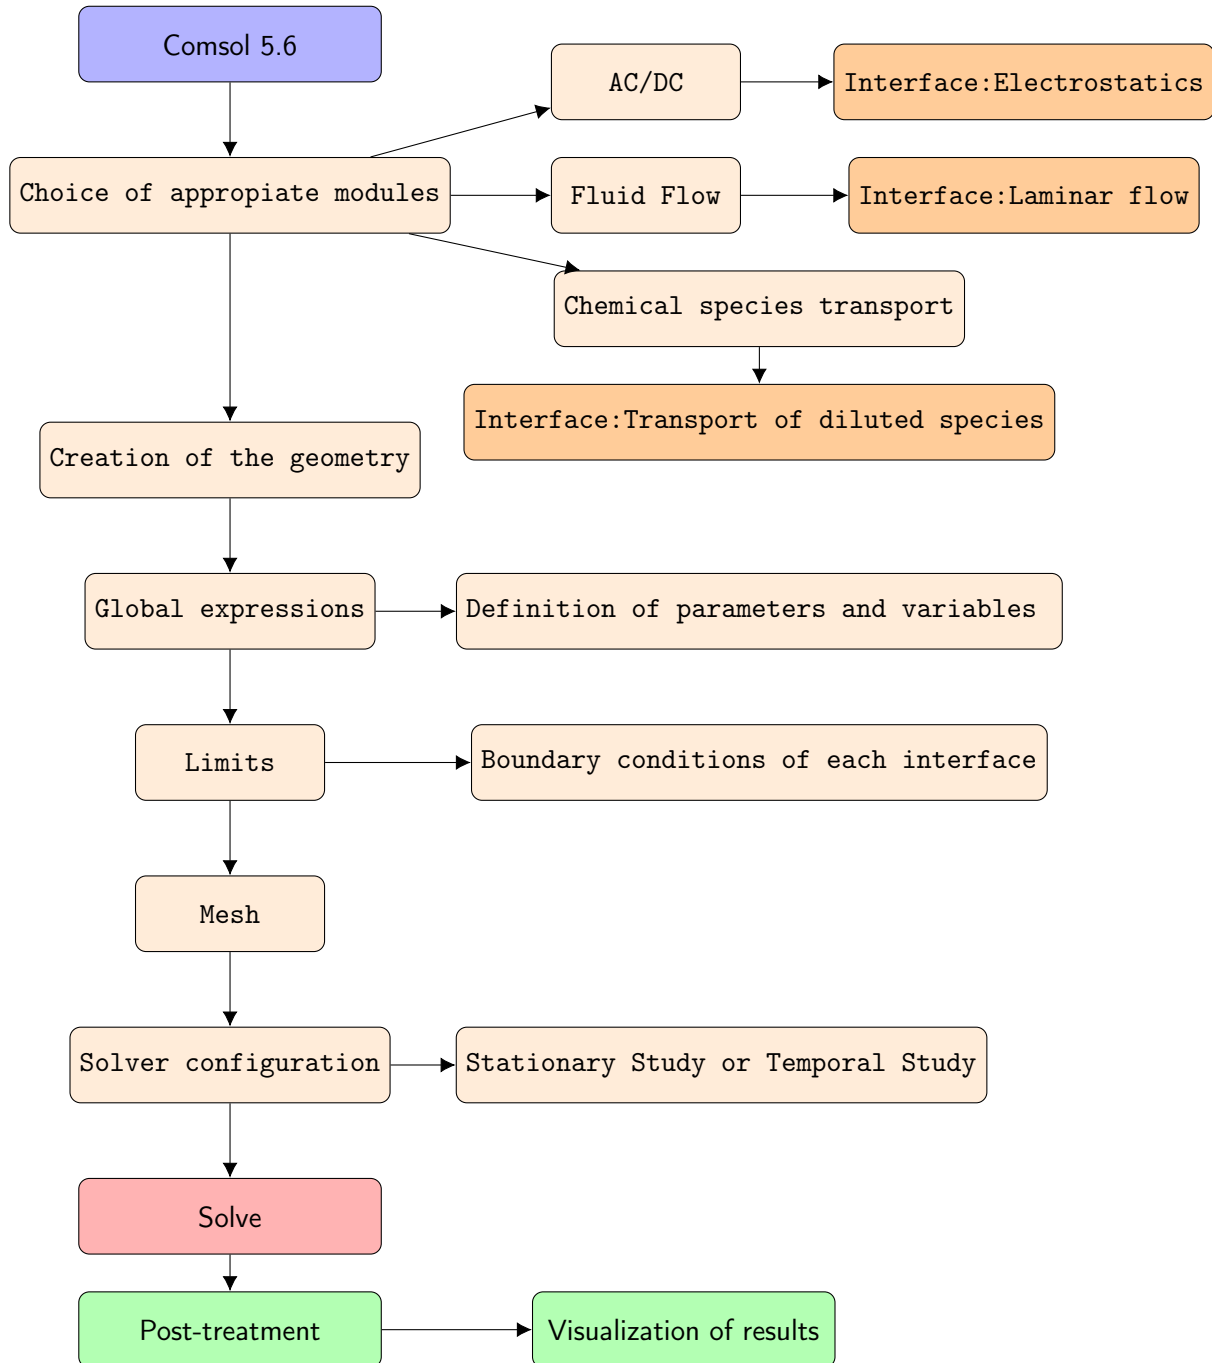 Comsol 5.6
AC/DC
Interface:Electrostatics
Choice of appropiate modules
Fluid Flow
Interface:Laminar flow
Chemical species transport
Interface:Transport of diluted species
Creation of the geometry
Global expressions
Definition of parameters and variables
Limits
Boundary conditions of each interface
Mesh
Solver configuration
Stationary Study or Temporal Study
Solve
Post-treatment
Visualization of results